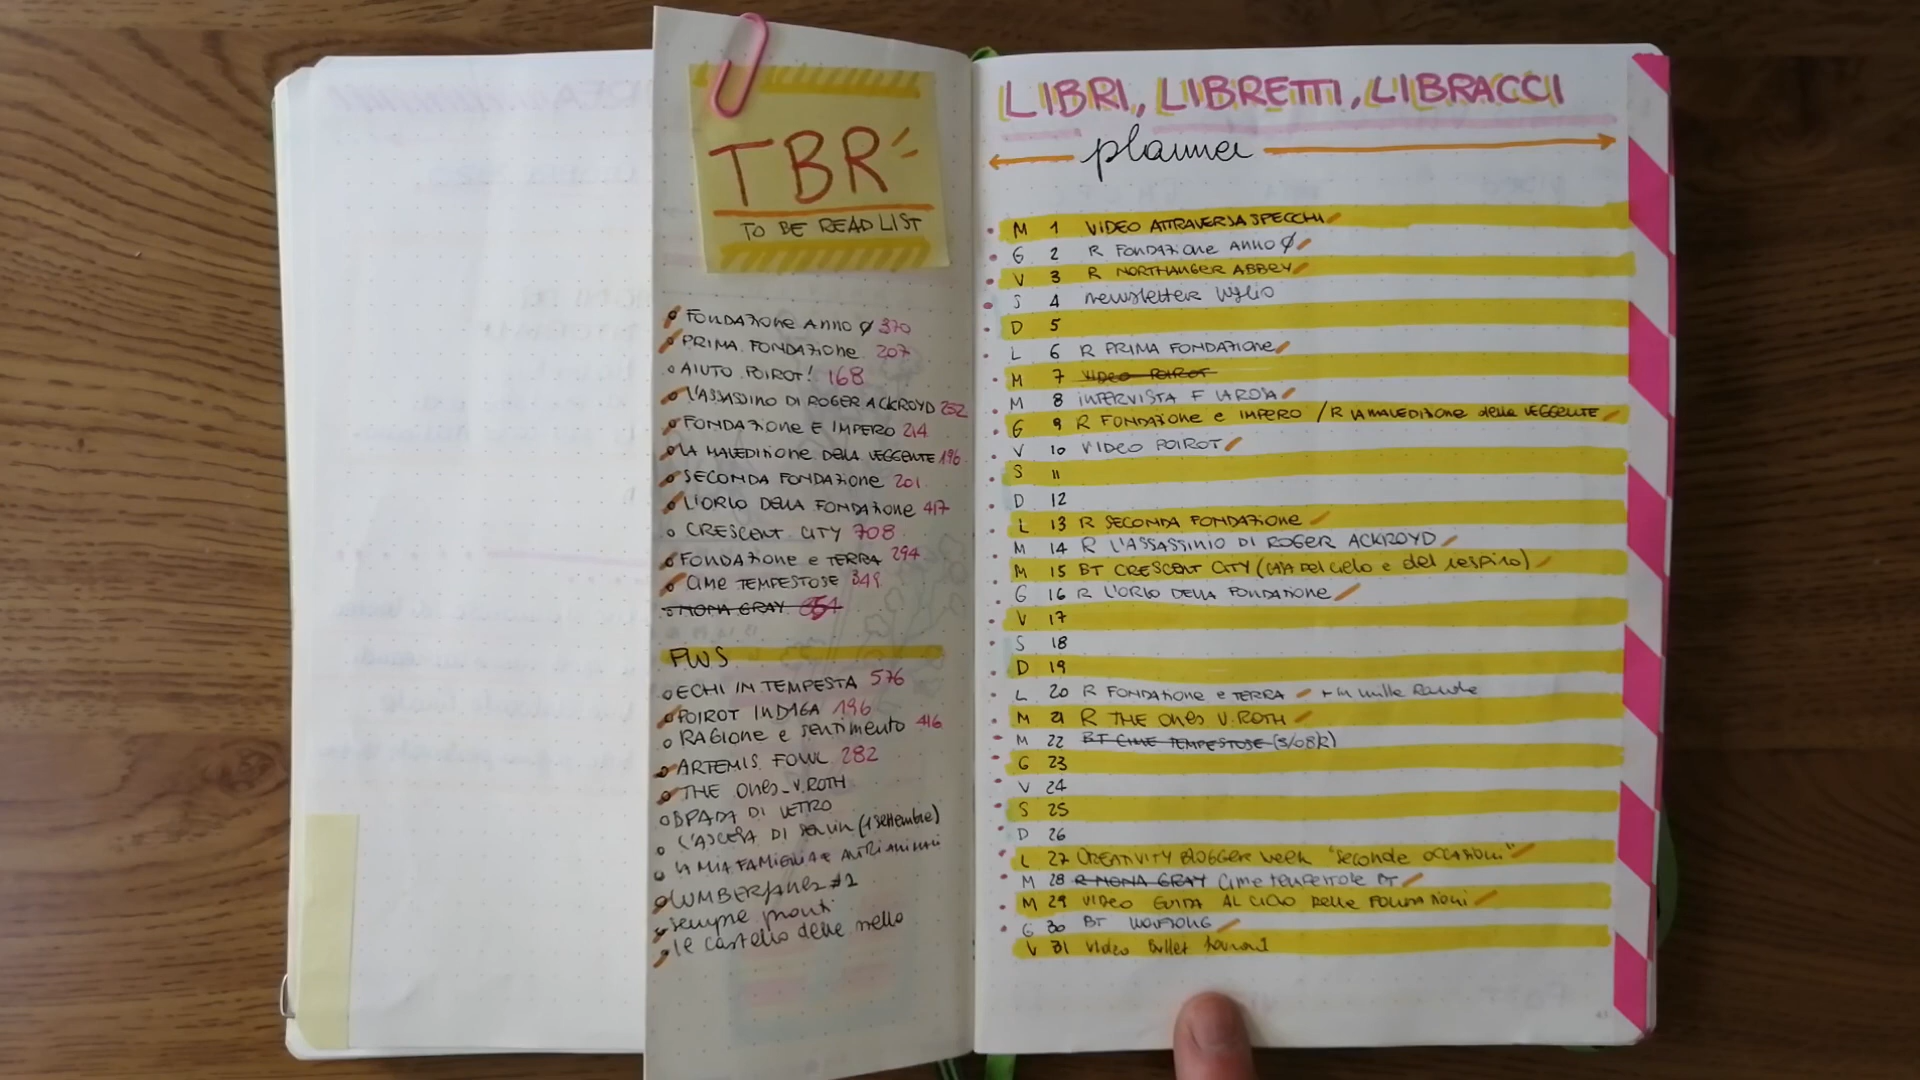 TBR
TO BE READ LIST
FONDAZIONE ANNO Ø 370
PRIMA FONDAZIONE 207
AIUTO POIROT! 168
L'ASSASSINO DI ROGER ACKROYD 252
FONDAZIONE E IMPERO 214
LA MALEDIZIONE DELLA VEGGENTE 196
SECONDA FONDAZIONE 201
L'ORLO DELLA FONDAZIONE 417
CRESCENT CITY 708
FONDAZIONE e TERRA 294
CIME TEMPESTOSE 349
MONA GRAY
PLUS
ECHI IN TEMPESTA 576
POIROT INDAGA 196
RAGIONE e sentimento 416
ARTEMIS FOWL 282
THE ONES_V.ROTH
SPADA DI VETRO
L'ASCESA DI (1 settembre)
LA MIA FAMIGLIA e ALTRI ANIMALI
LUMBERJANES #1
sempre pronti
le castello delle nello
LIBRI, LIBRETTI, LIBRACCI
planner
M 1 VIDEO ATTRAVERSASPECCHI
G 2 R FONDAZIONE ANNO Ø
V 3 R NORTHANGER ABBEY
S 4 newsletter luglio
D 5
L 6 R PRIMA FONDAZIONE
M 7 VIDEO POIROT
M 8 INTERVISTA F LAROSA
G 9 R FONDAZIONE e IMPERO / R LA MALEDIZIONE della VEGGENTE
V 10 VIDEO POIROT
S 11
D 12
L 13 R SECONDA FONDAZIONE
M 14 R L'ASSASSINIO DI ROGER ACKROYD
M 15 BT CRESCENT CITY (CASA DEL CIELO e del respiro)
G 16 R L'ORLO DELLA FONDAZIONE
V 17
S 18
D 19
L 20 R FONDAZIONE e TERRA + in mille
M 21 R THE ONES V.ROTH
M 22 BT CIME TEMPESTOSE (3/08R)
G 23
V 24
S 25
D 26
L 27 CREATIVITY BLOGGER Week "seconde occasioni"
M 28 R MONA GRAY Cime tempestose BT
M 29 VIDEO GUIDA AL CICLO DELLE FONDAZIONI
G 30 BT
V 31 VIDEO Bullet Journal